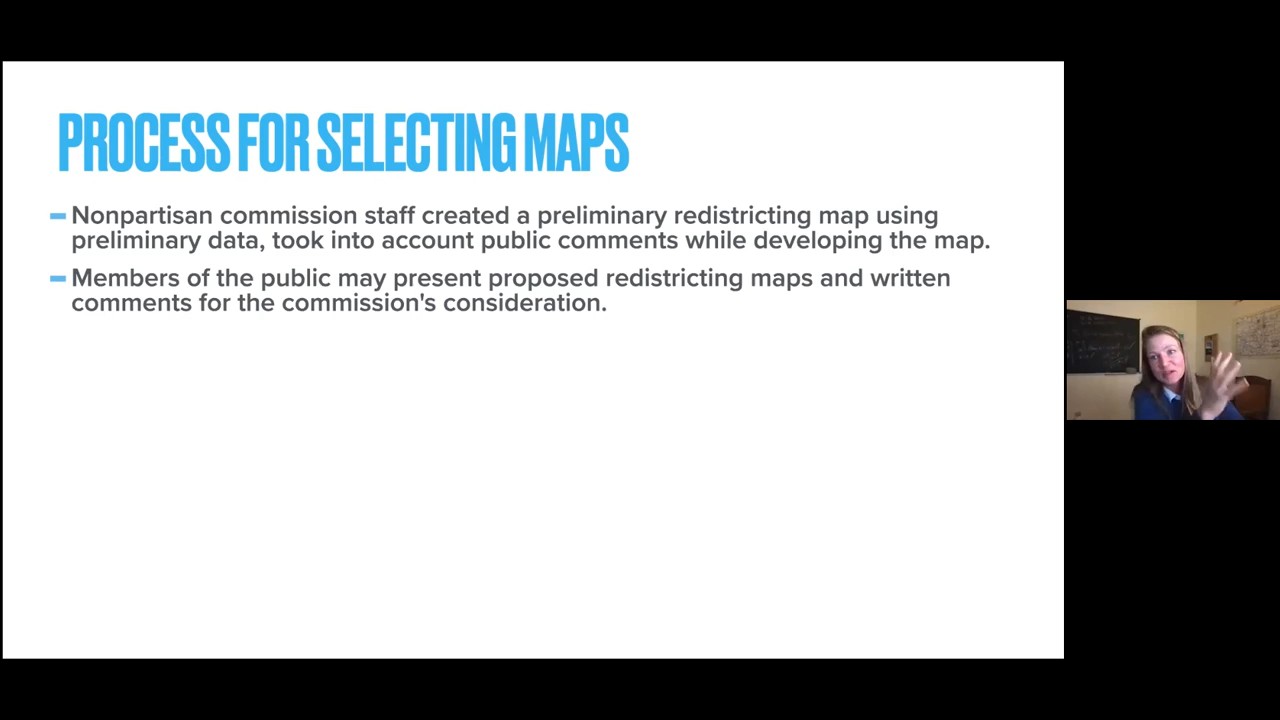 PROCESS FOR SELECTING MAPS
Nonpartisan commission staff created a preliminary redistricting map using
preliminary data, took into account public comments while developing the map.
Members of the public may present proposed redistricting maps and written
comments for the commission's consideration.